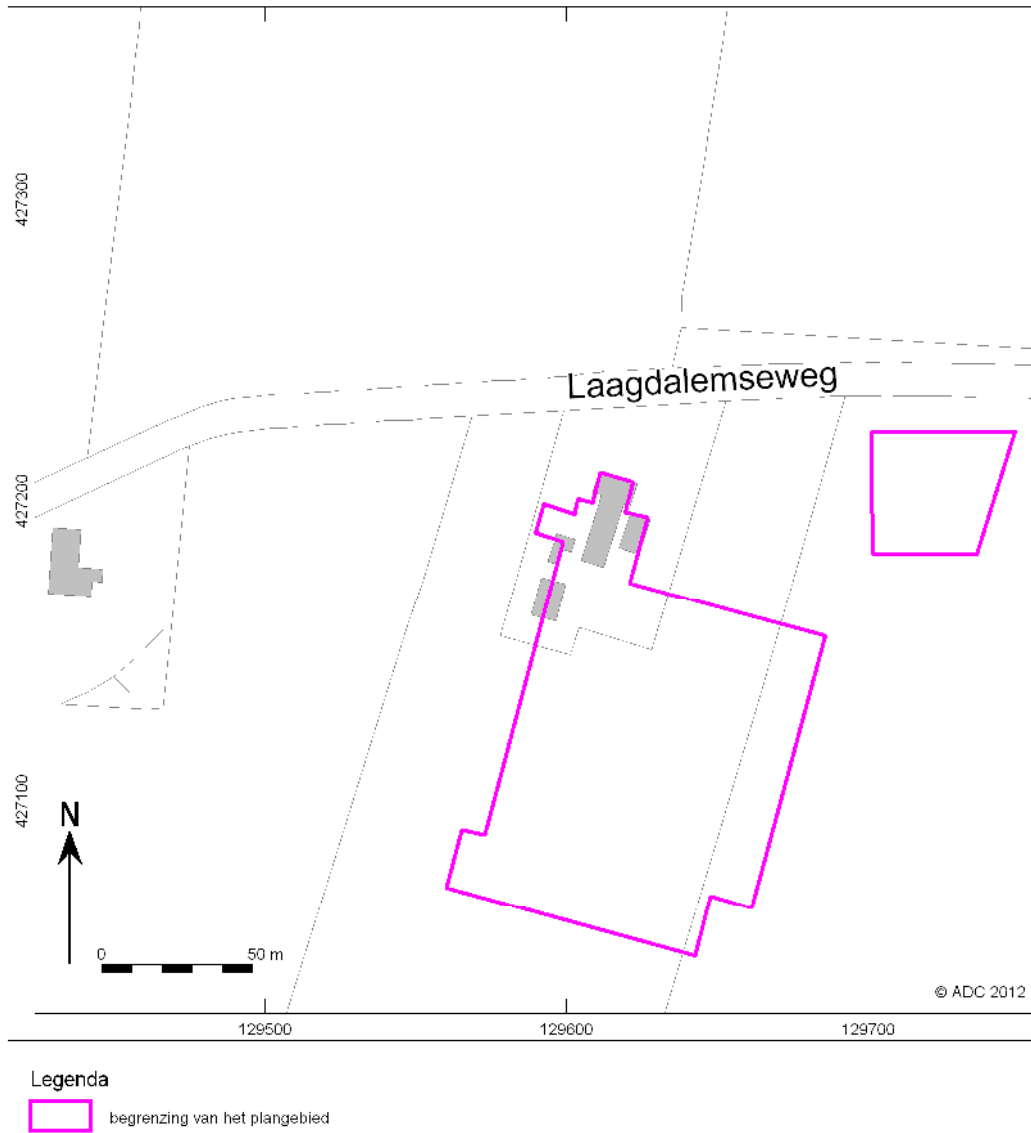 427300
Laagdalemseweg
427200
427100
N
0 50 m
© ADC 2012
129500 129600 129700
Legenda
begrenzing van het plangebied